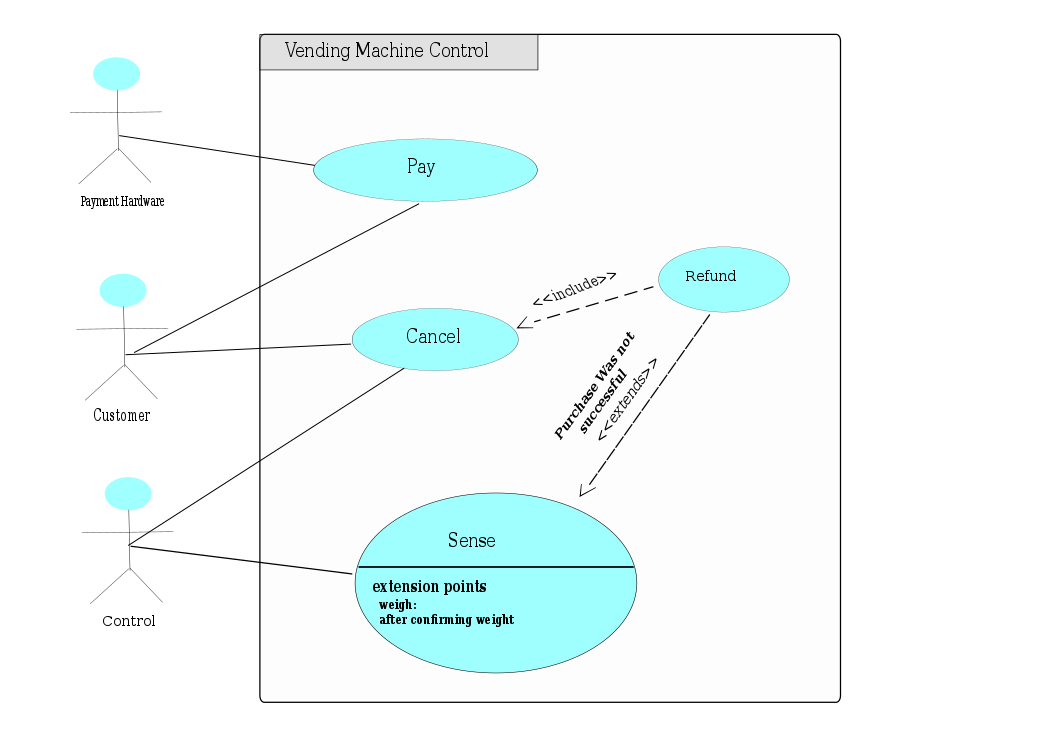 Vending Machine Control
Payment Hardware
Pay
<<include>>
Refund
Cancel
Purchase Was not
successful
<<extends>>
Customer
Sense
extension points
weigh:
after confirming weight
Control